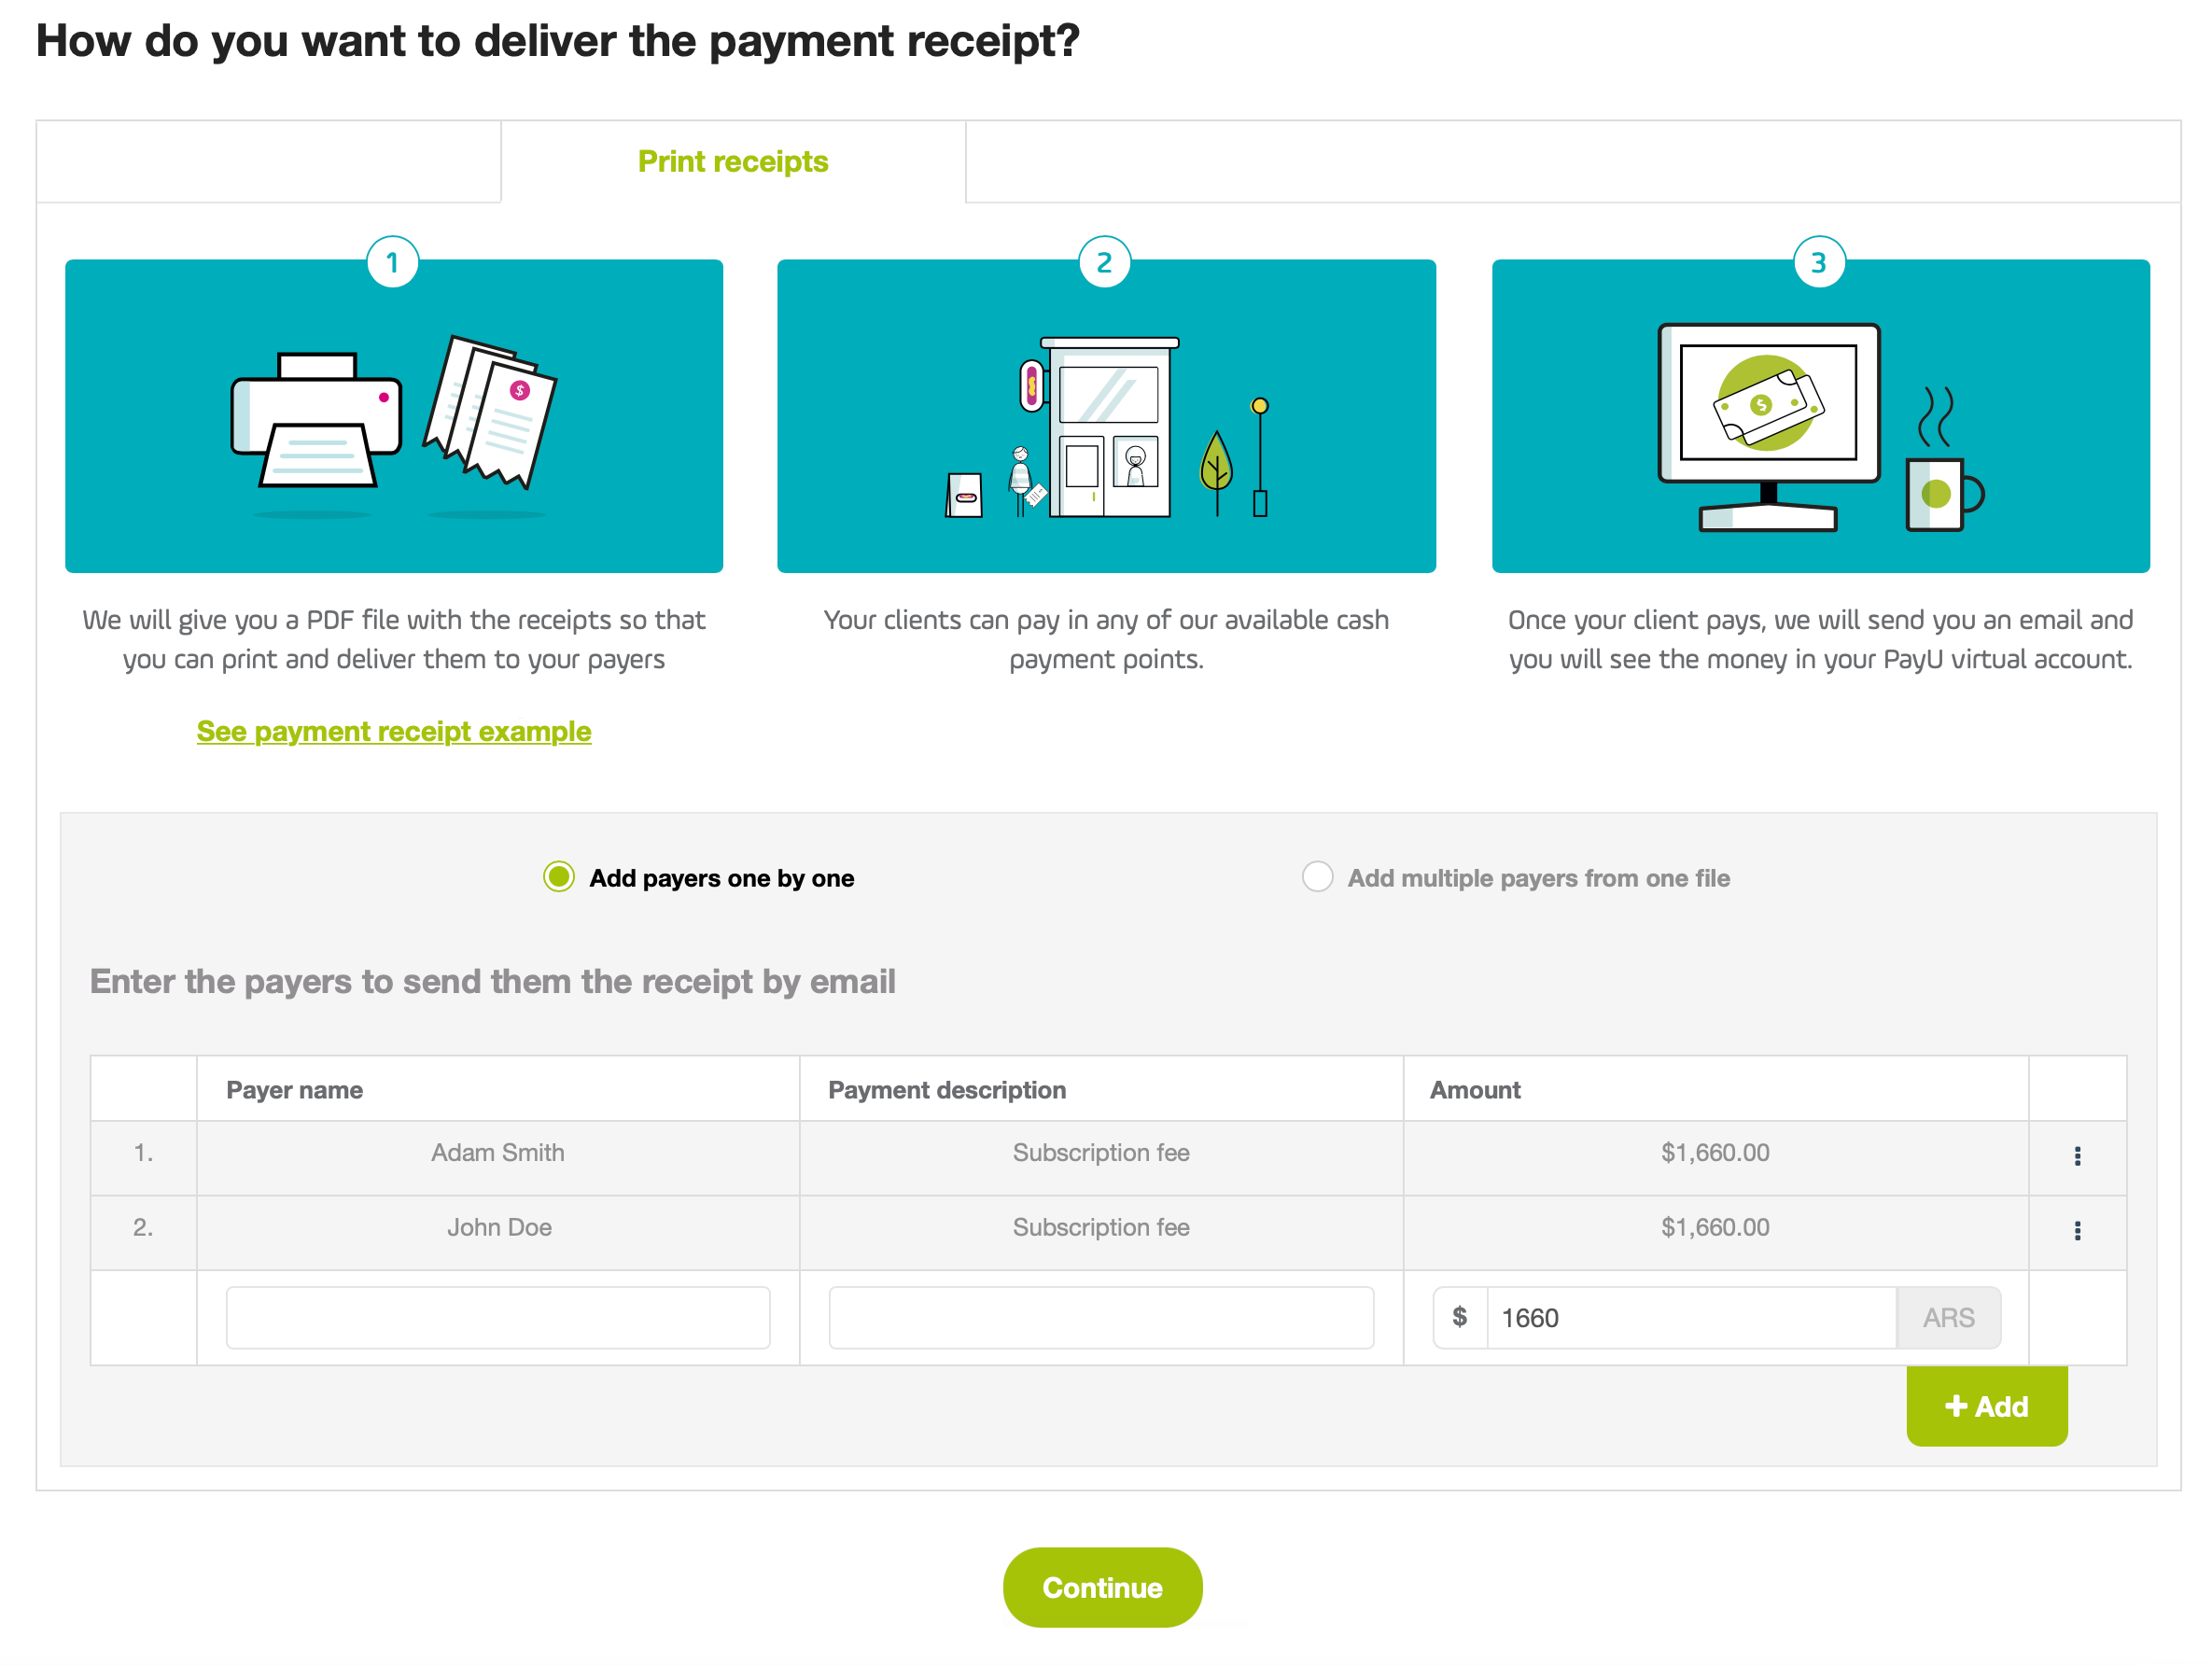 How do you want to deliver the payment receipt?
Print receipts
1
2
3
$
$
We will give you a PDF file with the receipts so that
you can print and deliver them to your payers
Your clients can pay in any of our available cash
payment points.
Once your client pays, we will send you an email and
you will see the money in your PayU virtual account.
See payment receipt example
Add payers one by one
Add multiple payers from one file
Enter the payers to send them the receipt by email
Payer name Payment description Amount
1. Adam Smith Subscription fee $1,660.00
2. John Doe Subscription fee $1,660.00
$ 1660 ARS
+ Add
Continue